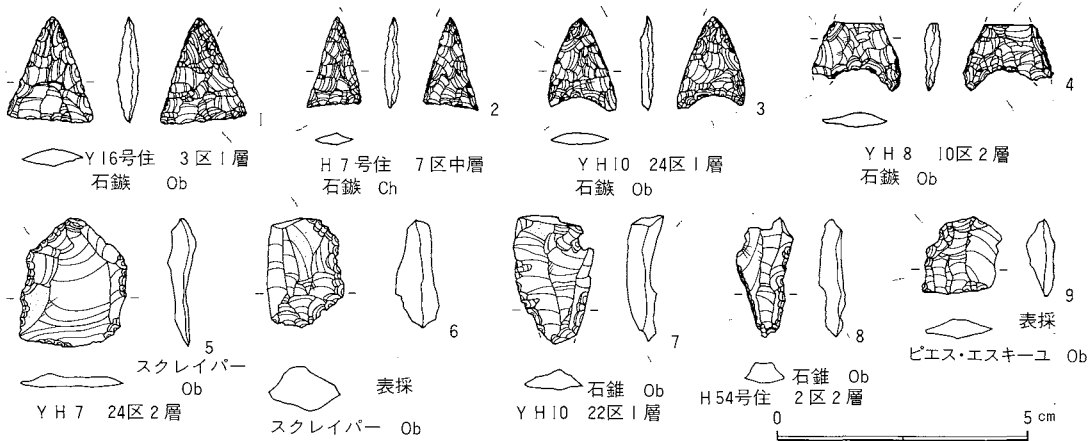 1
Y16号住 3区1層
石鏃 Ob
2
H7号住 7区中層
石鏃 Ch
3
YH10 24区1層
石鏃 Ob
4
YH8 10区2層
石鏃 Ob
5
スクレイパー
Ob
YH7 24区2層
6
表採
スクレイパー Ob
7
石錐 Ob
YH10 22区1層
8
石錐 Ob
H54号住 2区2層
9
表採
ピエス・エスキーユ Ob
0 5 cm